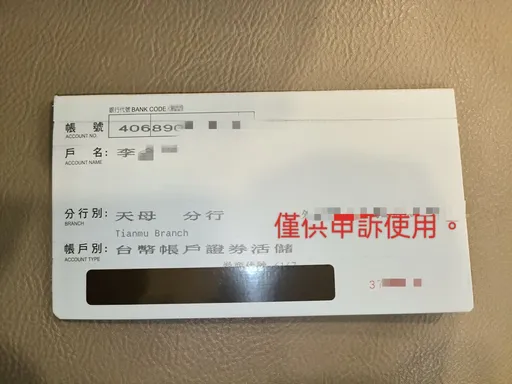 銀行代號 BANK CODE
帳 號
ACCOUNT NO.
40689
戶 名：
ACCOUNT NAME
李
分行別：
BRANCH
天母 分行
Tianmu Branch
僅供申訴使用。
帳戶別：
ACCOUNT TYPE
台幣帳戶證券活儲
37